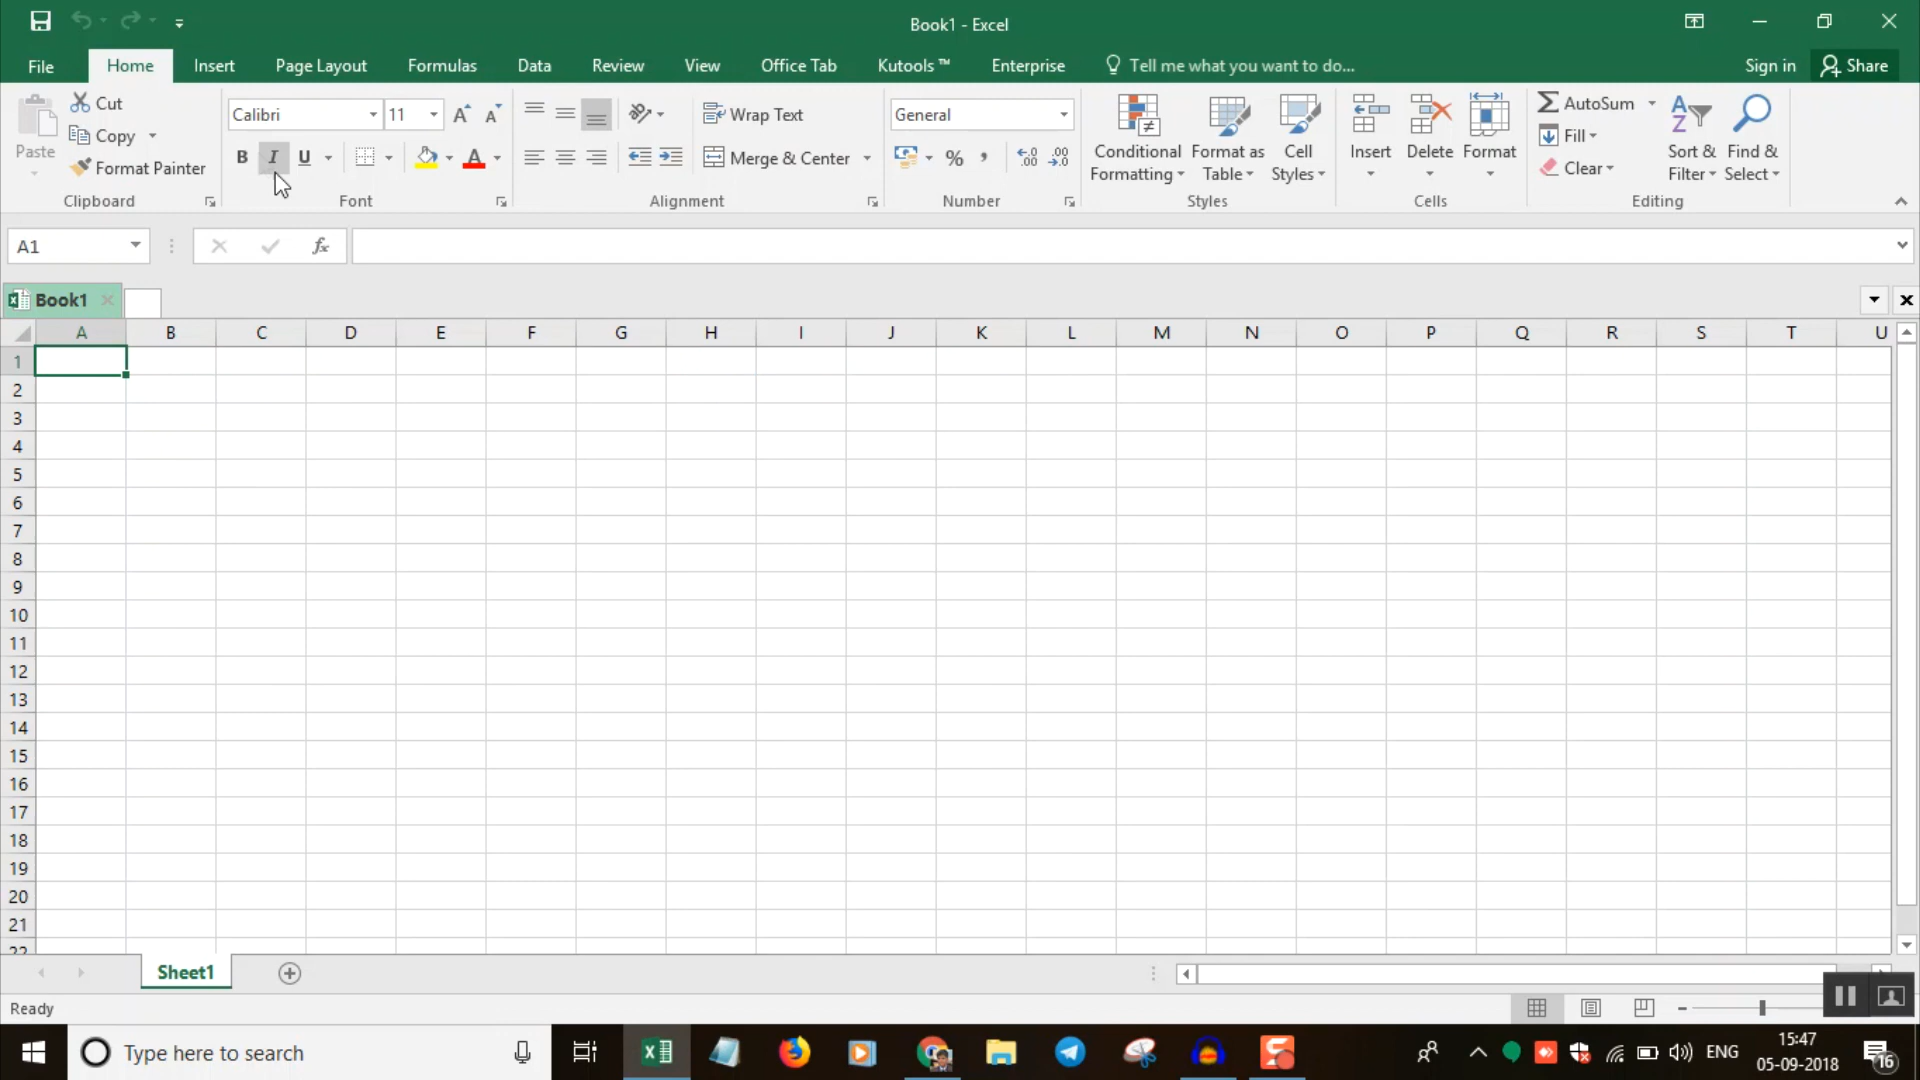 Book1 - Excel
File Home Insert Page Layout Formulas Data Review View Office Tab Kutools ™ Enterprise Tell me what you want to do... Sign in Share
Paste
Cut
Copy
Format Painter
Clipboard
Calibri 11
B I U A
Font
Wrap Text
Merge & Center
Alignment
General
% ,
Number
Conditional Formatting
Format as Table
Cell Styles
Styles
Insert Delete Format
Cells
AutoSum
Fill
Clear
Sort & Filter
Find & Select
Editing
A1 fx
Book1
A B C D E F G H I J K L M N O P Q R S T U
1
2
3
4
5
6
7
8
9
10
11
12
13
14
15
16
17
18
19
20
21
22
Sheet1
Ready
Type here to search
ENG
15:47
05-09-2018
16